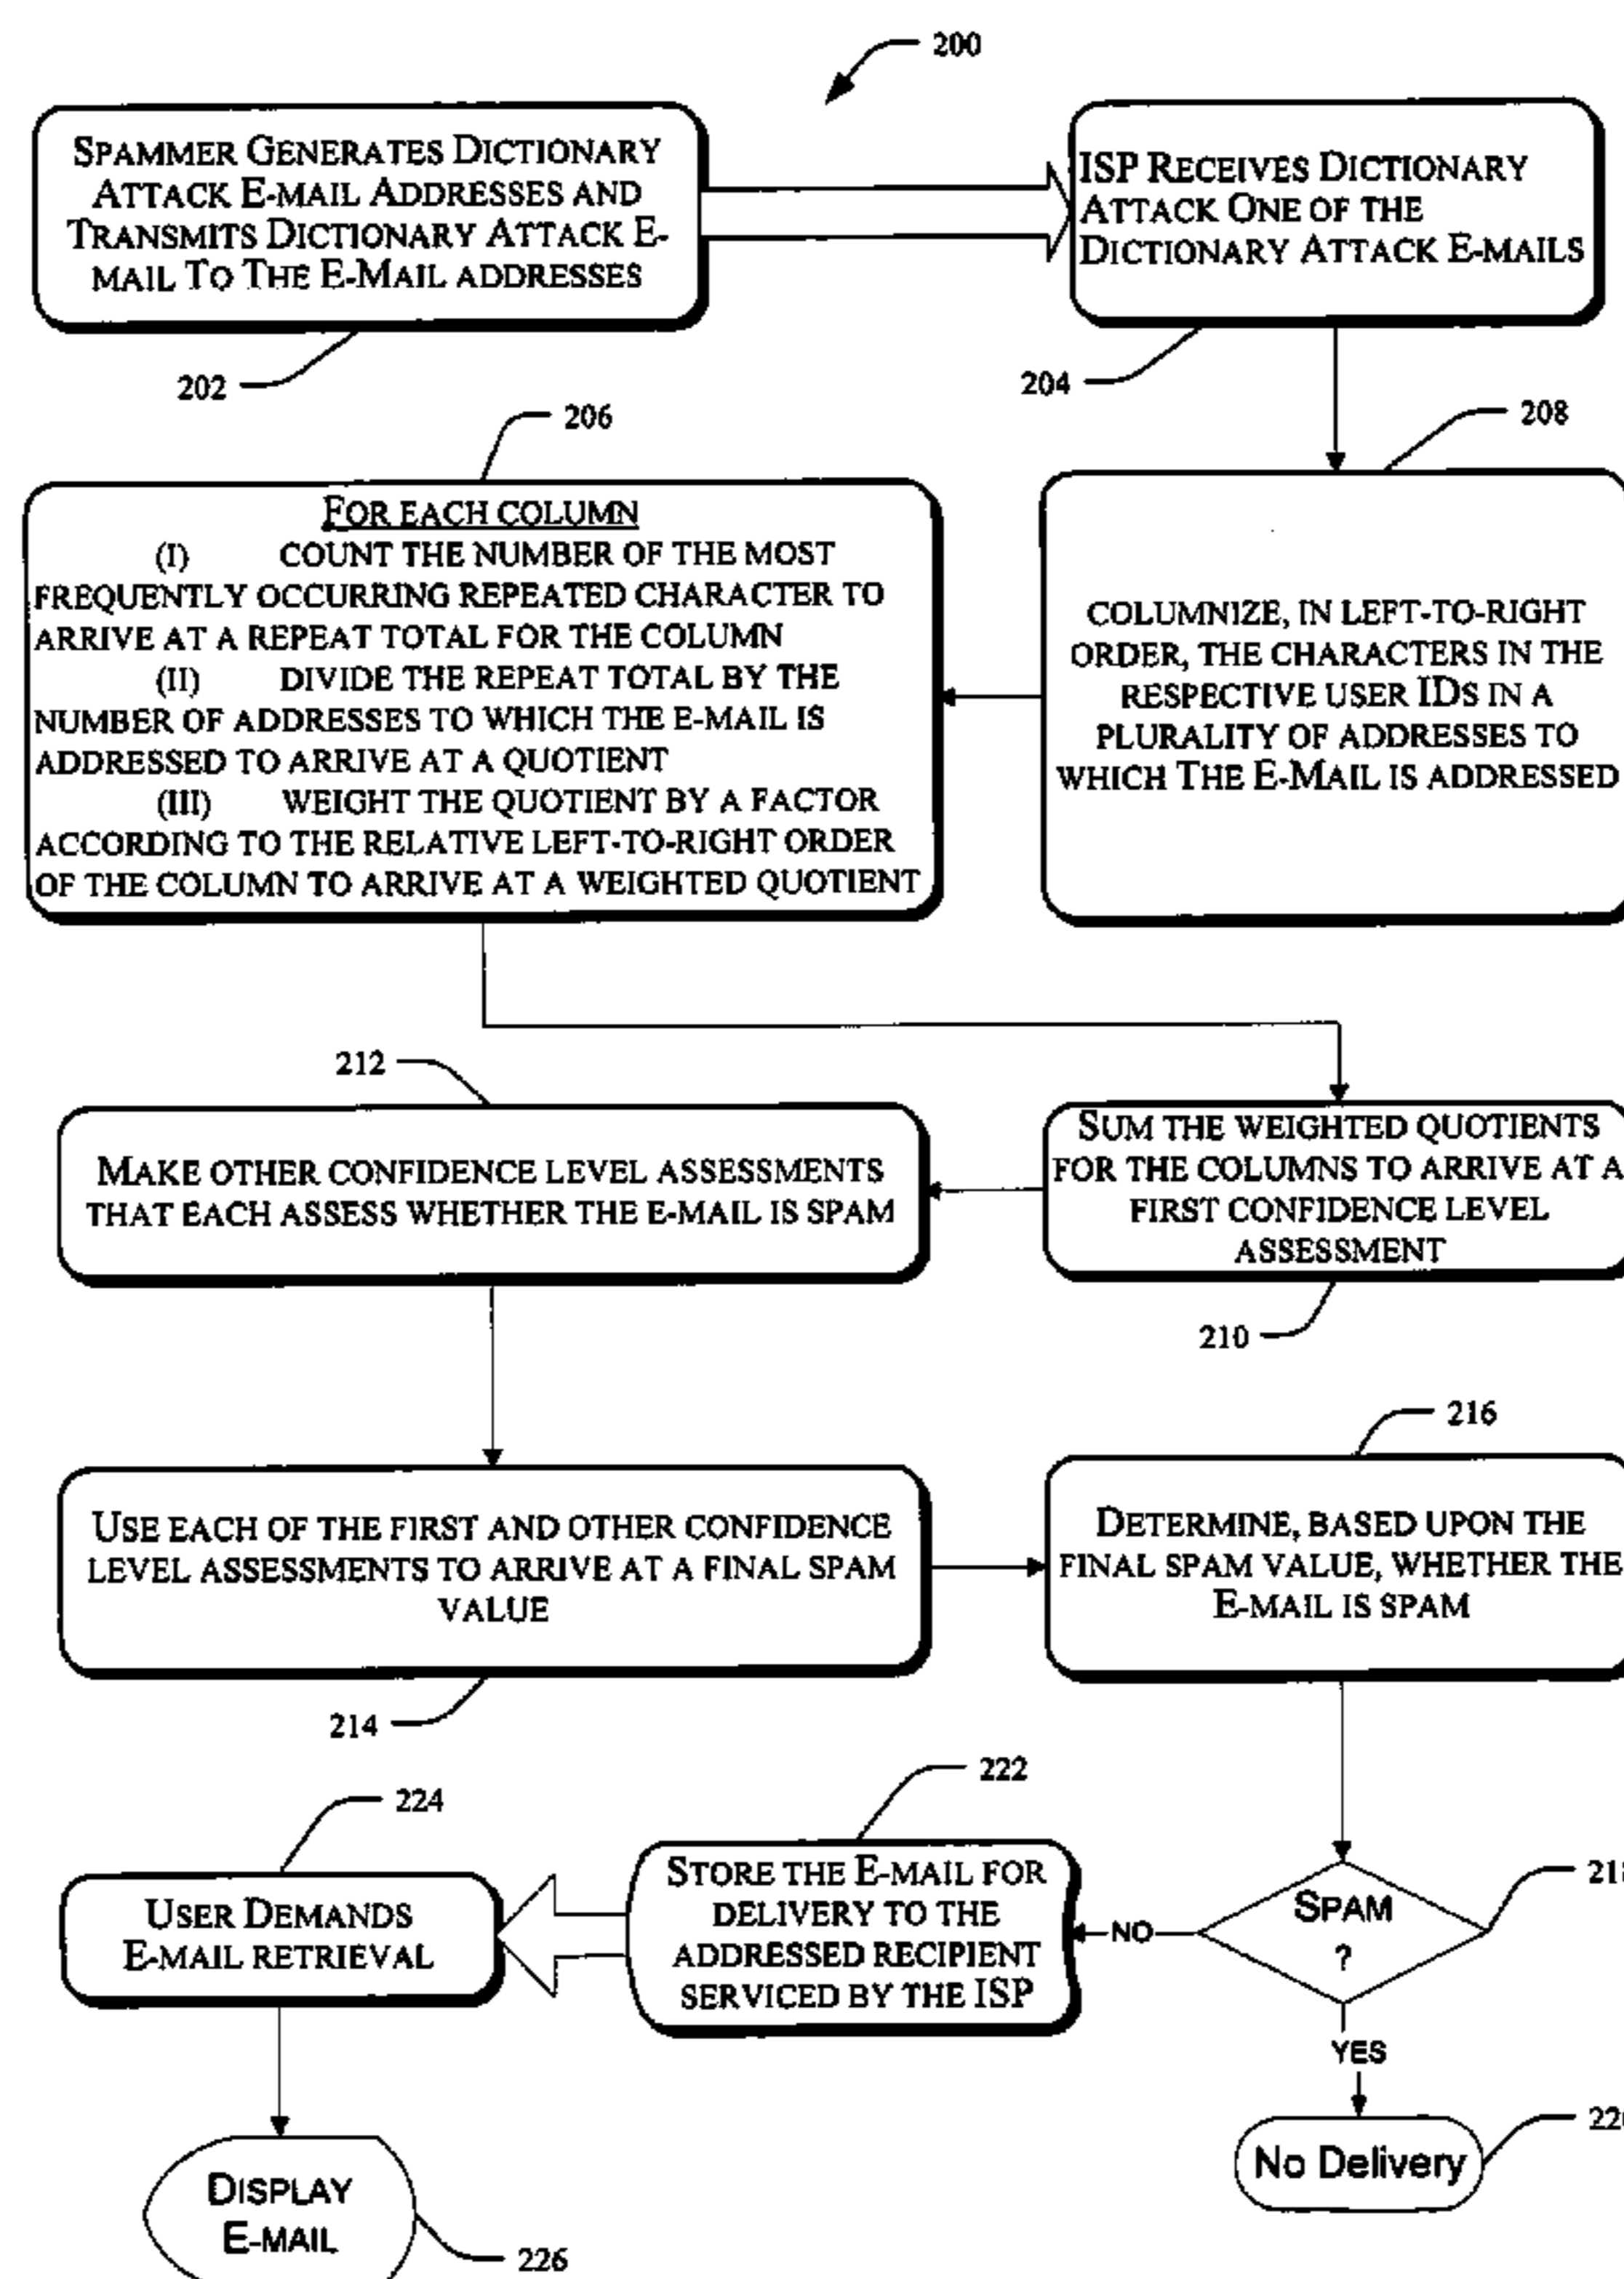 200
SPAMMER GENERATES DICTIONARY
ATTACK E-MAIL ADDRESSES AND
TRANSMITS DICTIONARY ATTACK E-
MAIL TO THE E-MAIL ADDRESSES
202
ISP RECEIVES DICTIONARY
ATTACK ONE OF THE
DICTIONARY ATTACK E-MAILS
204
208
COLUMNIZE, IN LEFT-TO-RIGHT
ORDER, THE CHARACTERS IN THE
RESPECTIVE USER IDS IN A
PLURALITY OF ADDRESSES TO
WHICH THE E-MAIL IS ADDRESSED
206
FOR EACH COLUMN
(I) COUNT THE NUMBER OF THE MOST
FREQUENTLY OCCURRING REPEATED CHARACTER TO
ARRIVE AT A REPEAT TOTAL FOR THE COLUMN
(II) DIVIDE THE REPEAT TOTAL BY THE
NUMBER OF ADDRESSES TO WHICH THE E-MAIL IS
ADDRESSED TO ARRIVE AT A QUOTIENT
(III) WEIGHT THE QUOTIENT BY A FACTOR
ACCORDING TO THE RELATIVE LEFT-TO-RIGHT ORDER
OF THE COLUMN TO ARRIVE AT A WEIGHTED QUOTIENT
SUM THE WEIGHTED QUOTIENTS
FOR THE COLUMNS TO ARRIVE AT A
FIRST CONFIDENCE LEVEL
ASSESSMENT
210
212
MAKE OTHER CONFIDENCE LEVEL ASSESSMENTS
THAT EACH ASSESS WHETHER THE E-MAIL IS SPAM
USE EACH OF THE FIRST AND OTHER CONFIDENCE
LEVEL ASSESSMENTS TO ARRIVE AT A FINAL SPAM
VALUE
214
216
DETERMINE, BASED UPON THE
FINAL SPAM VALUE, WHETHER THE
E-MAIL IS SPAM
SPAM
?
NO
YES
No Delivery
222
STORE THE E-MAIL FOR
DELIVERY TO THE
ADDRESSED RECIPIENT
SERVICED BY THE ISP
224
USER DEMANDS
E-MAIL RETRIEVAL
DISPLAY
E-MAIL
226